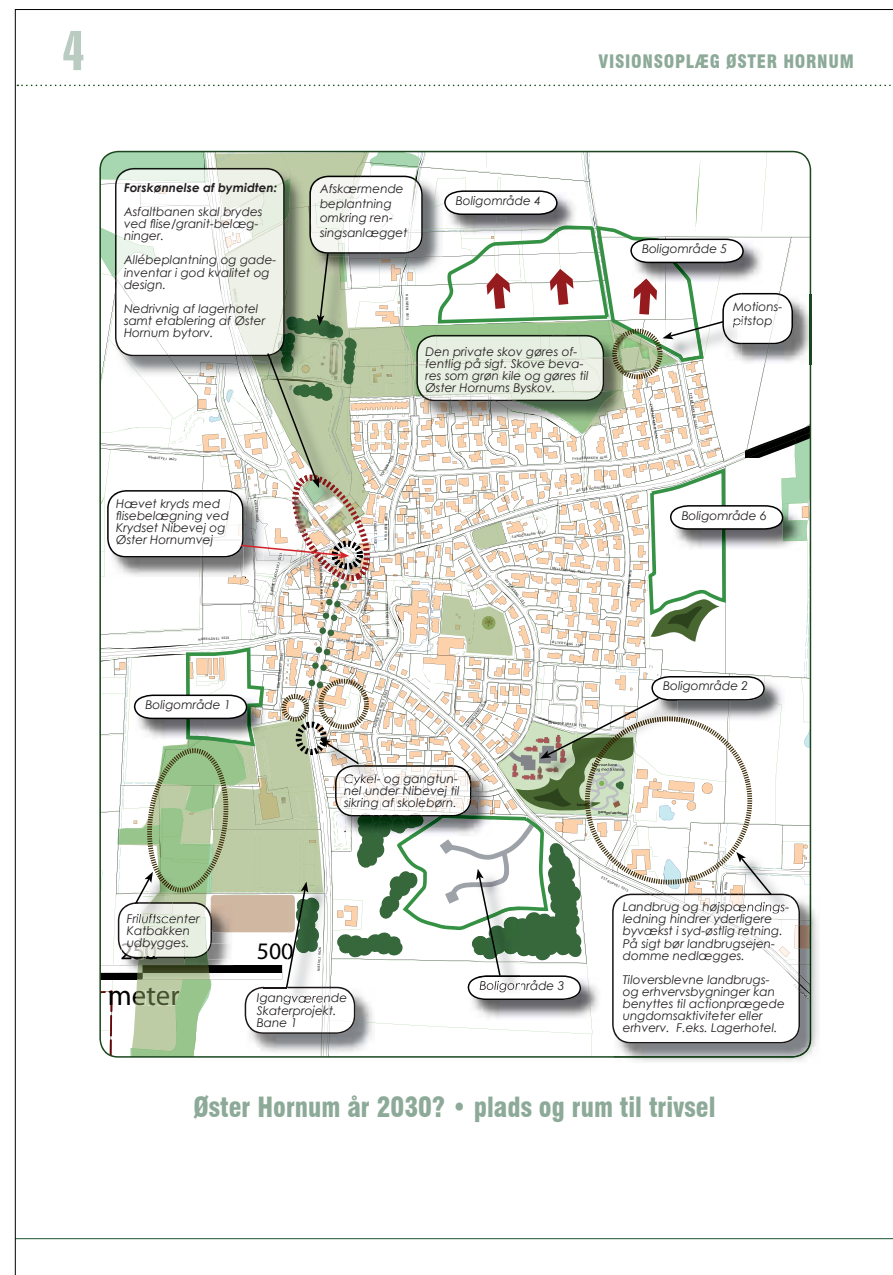 4
VISIONSOPLÆG ØSTER HORNUM
Forskønnelse af bymidten:
Asfaltbanen skal brydes
ved flise/granit-belæg-
ninger.
Allébeplantning og gade-
inventar i god kvalitet og
design.
Nedrivnig af lagerhotel
samt etablering af Øster
Hornum bytorv.
Afskærmende
beplantning
omkring ren-
singsanlægget
Boligområde 4
Boligområde 5
Motions-
pitstop
Den private skov gøres of-
fentlig på sigt. Skove beva-
res som grøn kile og gøres til
Øster Hornums Byskov.
Hævet kryds med
flisebelægning ved
Krydset Nibevej og
Øster Hornumvej
Boligområde 6
Boligområde 1
Boligområde 2
Cykel- og gangtun-
nel under Nibevej til
sikring af skolebørn.
Friluftscenter
Katbakken
udbygges.
250
500
meter
Igangværende
Skaterprojekt.
Bane 1
Boligområde 3
Landbrug og højspændings-
ledning hindrer yderligere
byvækst i syd-østlig retning.
På sigt bør landbrugsejen-
domme nedlægges.
Tiloversblevne landbrugs-
og erhvervsbygninger kan
benyttes til actionprægede
ungdomsaktiviteter eller
erhverv. F.eks. Lagerhotel.
Øster Hornum år 2030? • plads og rum til trivsel